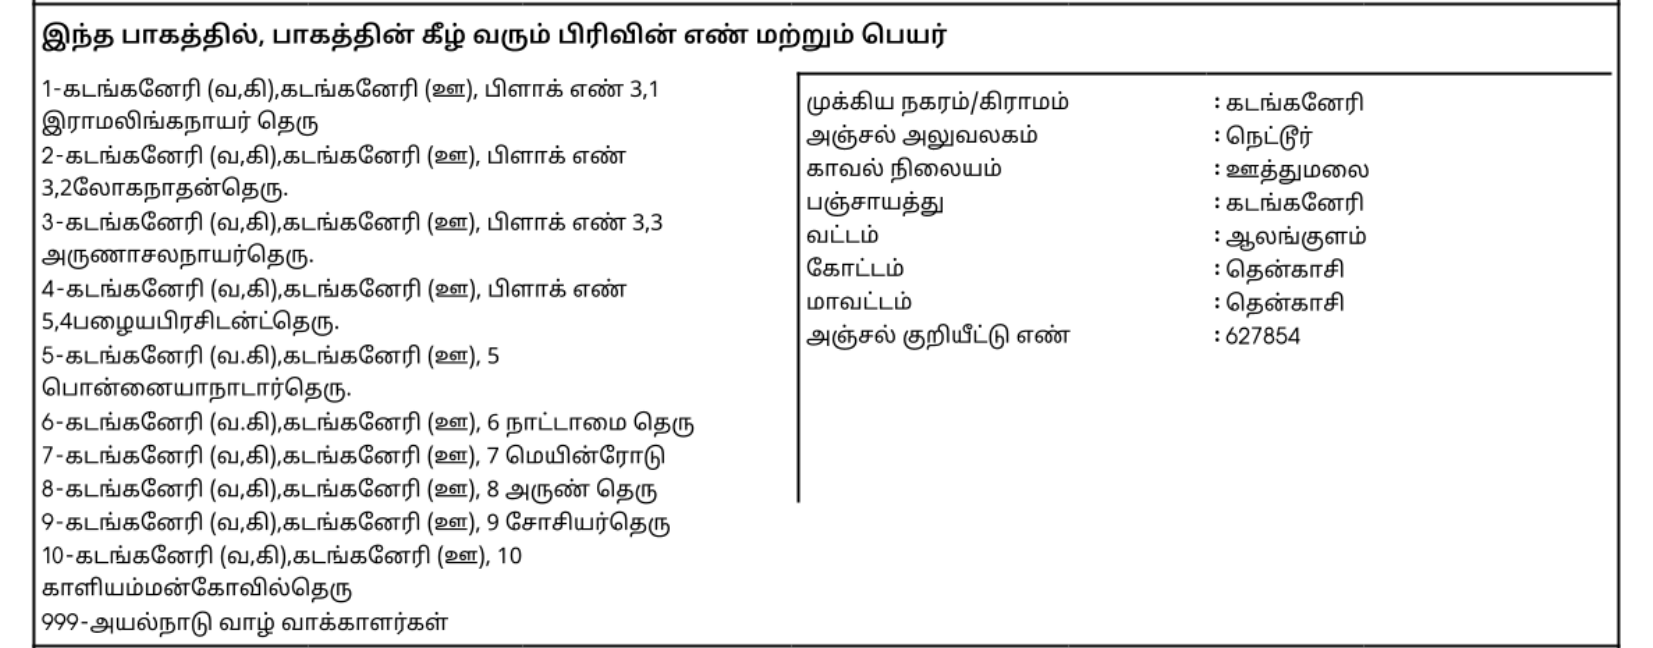 இந்த பாகத்தில், பாகத்தின் கீழ் வரும் பிரிவின் எண் மற்றும் பெயர்
1-கடங்கனேரி (வ,கி),கடங்கனேரி (ஊ), பிளாக் எண் 3,1
இராமலிங்கநாயர் தெரு
2-கடங்கனேரி (வ,கி),கடங்கனேரி (ஊ), பிளாக் எண்
3,2லோகநாதன்தெரு.
3-கடங்கனேரி (வ,கி),கடங்கனேரி (ஊ), பிளாக் எண் 3,3
அருணாசலநாயர்தெரு.
4-கடங்கனேரி (வ,கி),கடங்கனேரி (ஊ), பிளாக் எண்
5,4பழையபிரசிடன்ட்தெரு.
5-கடங்கனேரி (வ.கி),கடங்கனேரி (ஊ), 5
பொன்னையாநாடார்தெரு.
6-கடங்கனேரி (வ.கி),கடங்கனேரி (ஊ), 6 நாட்டாமை தெரு
7-கடங்கனேரி (வ,கி),கடங்கனேரி (ஊ), 7 மெயின்ரோடு
8-கடங்கனேரி (வ,கி),கடங்கனேரி (ஊ), 8 அருண் தெரு
9-கடங்கனேரி (வ,கி),கடங்கனேரி (ஊ), 9 சோசியர்தெரு
10-கடங்கனேரி (வ,கி),கடங்கனேரி (ஊ), 10
காளியம்மன்கோவில்தெரு
999-அயல்நாடு வாழ் வாக்காளர்கள்
முக்கிய நகரம்/கிராமம் : கடங்கனேரி
அஞ்சல் அலுவலகம் : நெட்டூர்
காவல் நிலையம் : ஊத்துமலை
பஞ்சாயத்து : கடங்கனேரி
வட்டம் : ஆலங்குளம்
கோட்டம் : தென்காசி
மாவட்டம் : தென்காசி
அஞ்சல் குறியீட்டு எண் : 627854